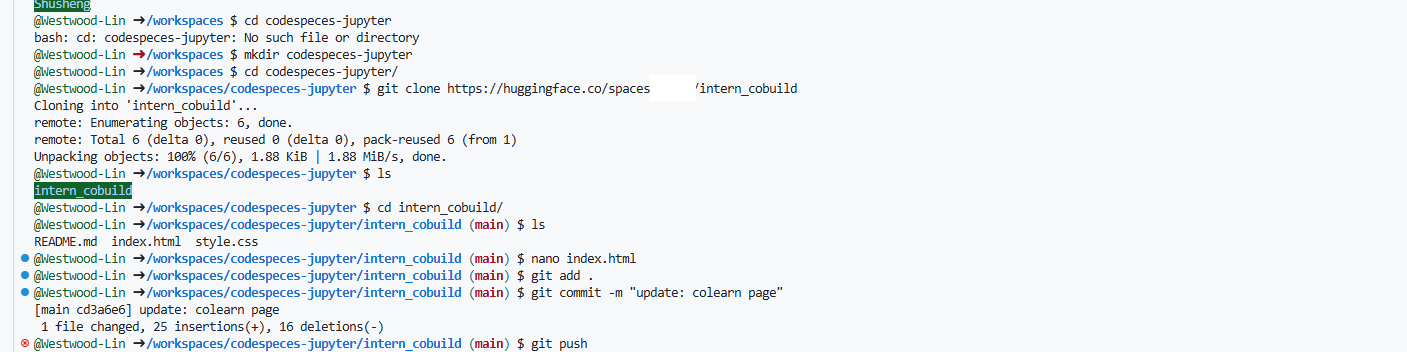 Shusheng
@Westwood-Lin ➜/workspaces $ cd codespeces-jupyter
bash: cd: codespeces-jupyter: No such file or directory
@Westwood-Lin ➜/workspaces $ mkdir codespeces-jupyter
@Westwood-Lin ➜/workspaces $ cd codespeces-jupyter/
@Westwood-Lin ➜/workspaces/codespeces-jupyter $ git clone https://huggingface.co/spaces /intern_cobuild
Cloning into 'intern_cobuild'...
remote: Enumerating objects: 6, done.
remote: Total 6 (delta 0), reused 0 (delta 0), pack-reused 6 (from 1)
Unpacking objects: 100% (6/6), 1.88 KiB | 1.88 MiB/s, done.
@Westwood-Lin ➜/workspaces/codespeces-jupyter $ ls
intern_cobuild
@Westwood-Lin ➜/workspaces/codespeces-jupyter $ cd intern_cobuild/
@Westwood-Lin ➜/workspaces/codespeces-jupyter/intern_cobuild (main) $ ls
README.md  index.html  style.css
@Westwood-Lin ➜/workspaces/codespeces-jupyter/intern_cobuild (main) $ nano index.html
@Westwood-Lin ➜/workspaces/codespeces-jupyter/intern_cobuild (main) $ git add .
@Westwood-Lin ➜/workspaces/codespeces-jupyter/intern_cobuild (main) $ git commit -m "update: colearn page"
[main cd3a6e6] update: colearn page
 1 file changed, 25 insertions(+), 16 deletions(-)
@Westwood-Lin ➜/workspaces/codespeces-jupyter/intern_cobuild (main) $ git push